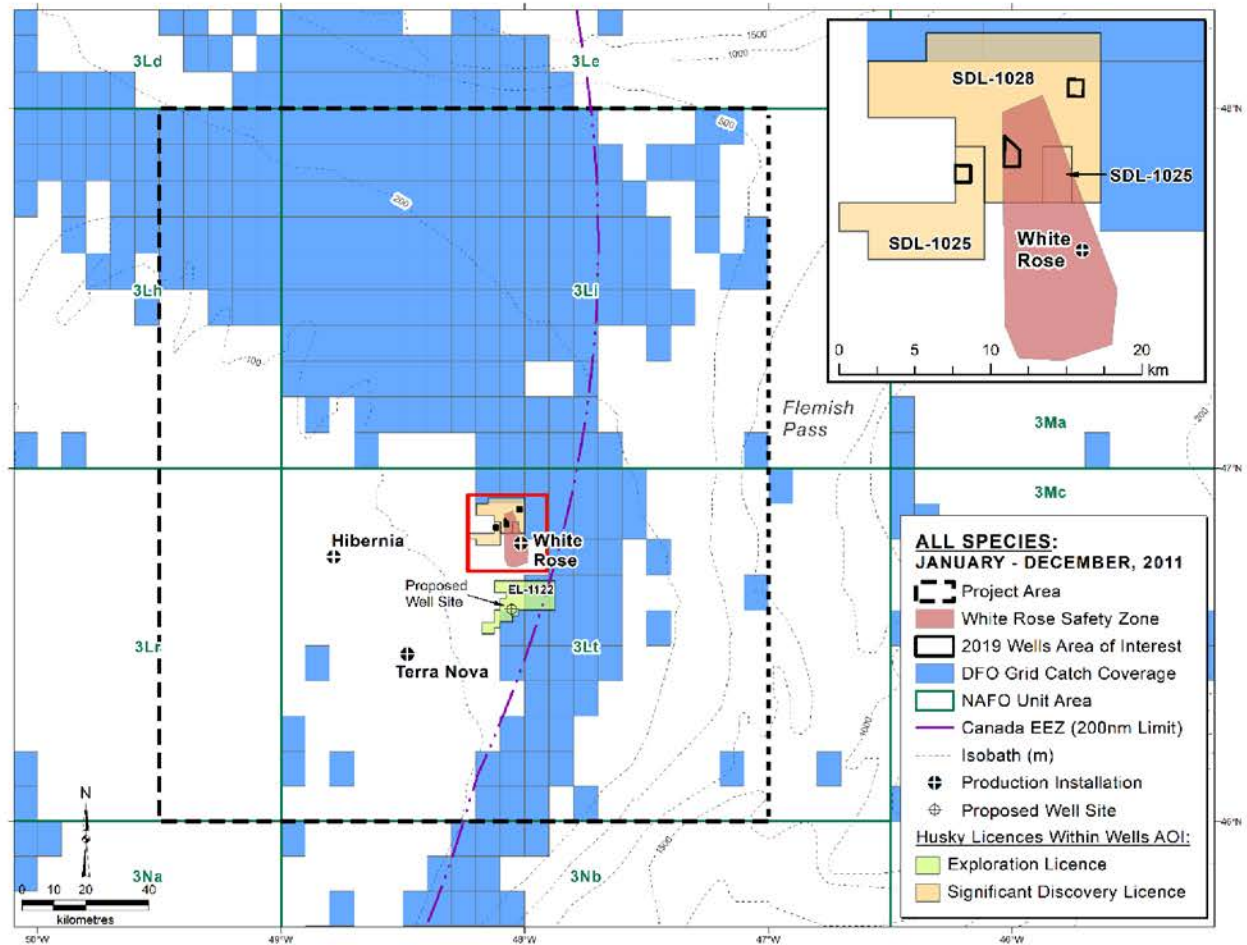 3Ld
3Le
1500
1000
500
48°N
200
3Lh
3Li
100
Flemish
Pass
3Ma
200
47°N
3Mc
Hibernia
White
Rose
Proposed
Well Site
EL-1122
3Lr
3Lt
Terra Nova
1000
46°N
1500
3Na
3Nb
N
0 10 20 40
kilometres
50°W
49°W
48°W
47°W
46°W
SDL-1028
SDL-1025
SDL-1025
White
Rose
0 5 10 20
km
ALL SPECIES:
JANUARY - DECEMBER, 2011
Project Area
White Rose Safety Zone
2019 Wells Area of Interest
DFO Grid Catch Coverage
NAFO Unit Area
Canada EEZ (200nm Limit)
Isobath (m)
Production Installation
Proposed Well Site
Husky Licences Within Wells AOI:
Exploration Licence
Significant Discovery Licence